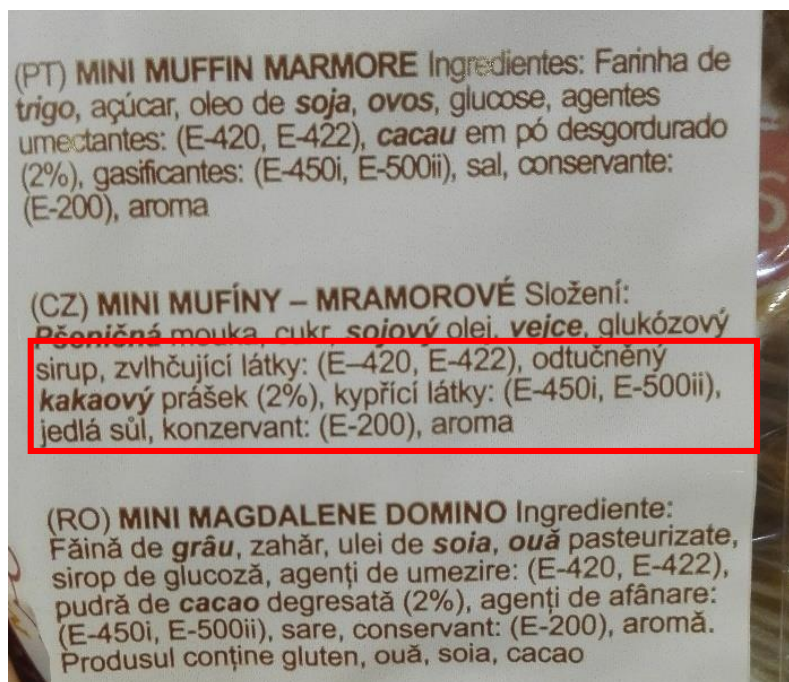 (PT) MINI MUFFIN MARMORE Ingredientes: Farinha de
trigo, açúcar, oleo de soja, ovos, glucose, agentes
umectantes: (E-420, E-422), cacau em pó desgordurado
(2%), gasificantes: (E-450i, E-500ii), sal, conservante:
(E-200), aroma
(CZ) MINI MUFÍNY – MRAMOROVÉ Složení:
Pšeničná mouka, cukr, sojový olej, vejce, glukózový
sirup, zvlhčující látky: (E–420, E-422), odtučněný
kakaový prášek (2%), kypřící látky: (E-450i, E-500ii),
jedlá sůl, konzervant: (E-200), aroma
(RO) MINI MAGDALENE DOMINO Ingrediente:
Făină de grâu, zahăr, ulei de soia, ouă pasteurizate,
sirop de glucoză, agenți de umezire: (E-420, E-422),
pudră de cacao degresată (2%), agenți de afânare:
(E-450i, E-500ii), sare, conservant: (E-200), aromă.
Produsul conține gluten, ouă, soia, cacao